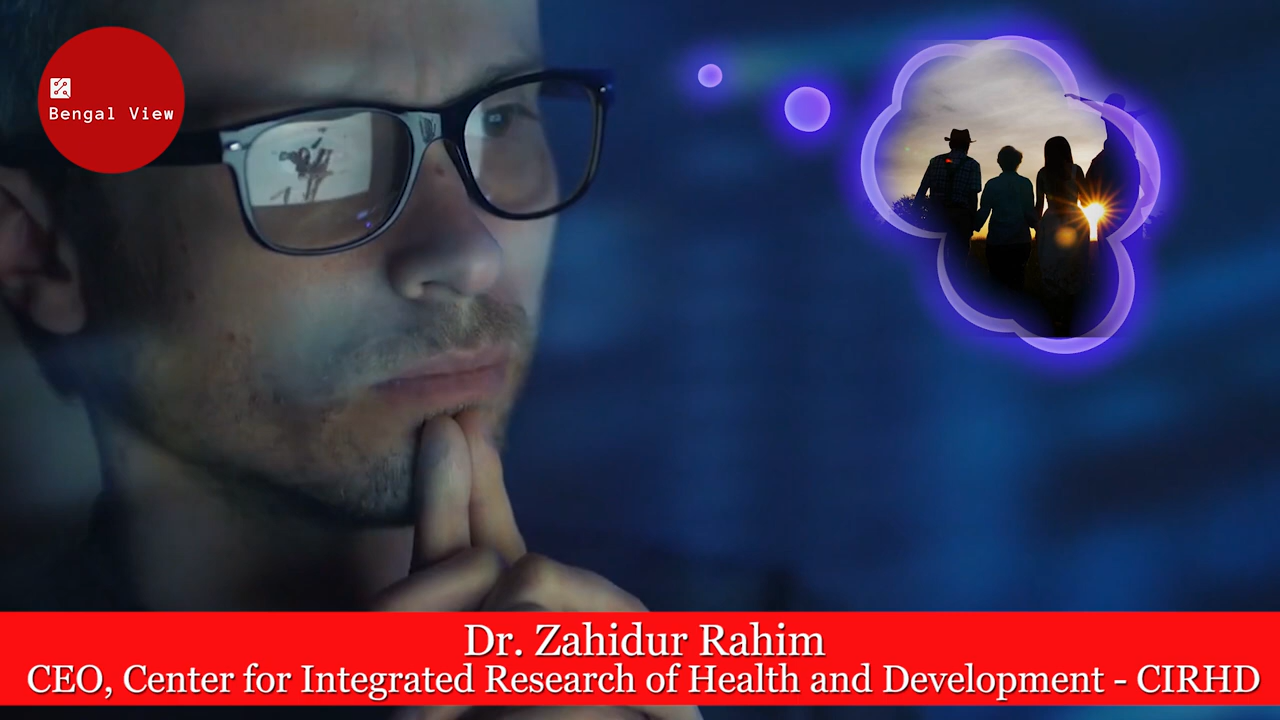 Bengal View
Dr. Zahidur Rahim
CEO, Center for Integrated Research of Health and Development - CIRHD